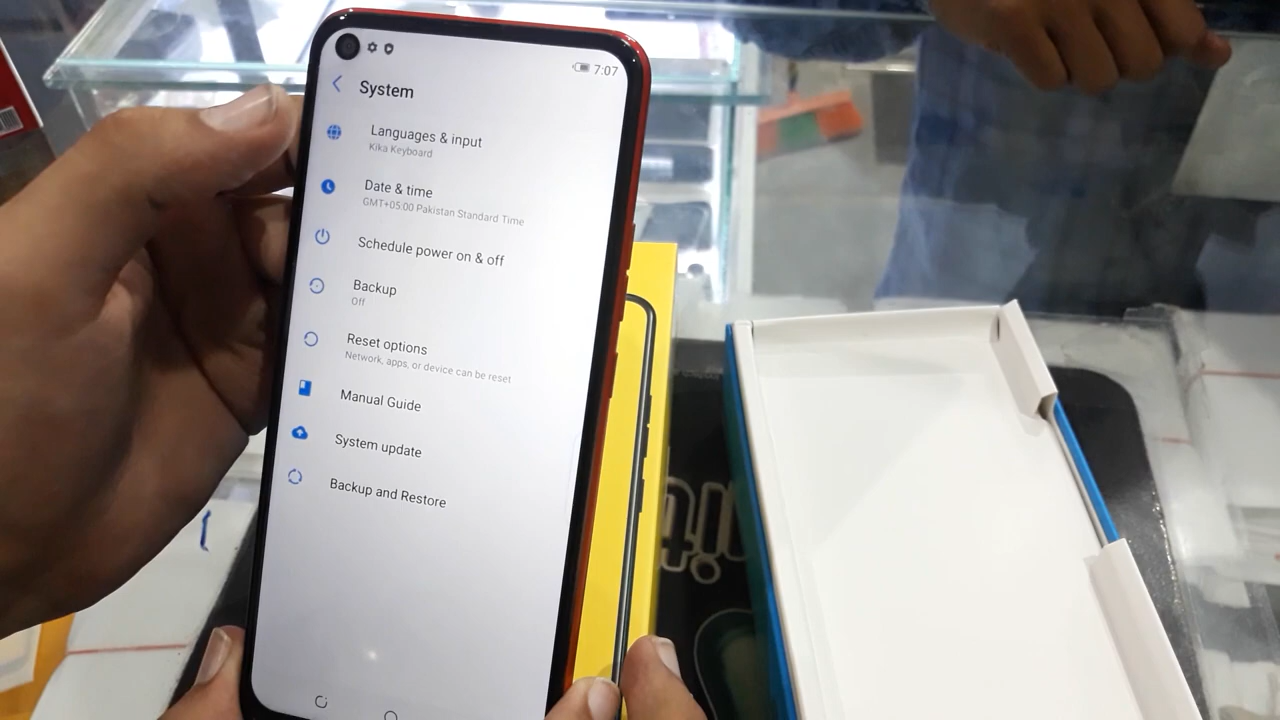 7:07
System
Languages & input
Kika Keyboard
Date & time
GMT+05:00 Pakistan Standard Time
Schedule power on & off
Backup
Off
Reset options
Network, apps, or device can be reset
Manual Guide
System update
Backup and Restore